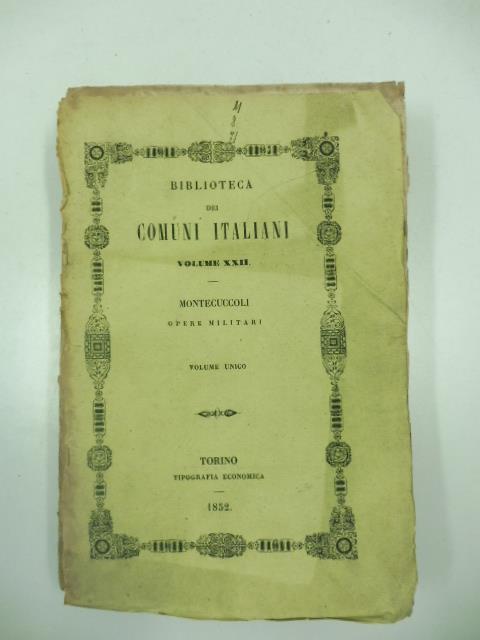 BIBLIOTECA
DEI
COMUNI ITALIANI
VOLUME XXII.
MONTECUCCOLI
OPERE MILITARI
VOLUME UNICO
TORINO
TIPOGRAFIA ECONOMICA
1852.